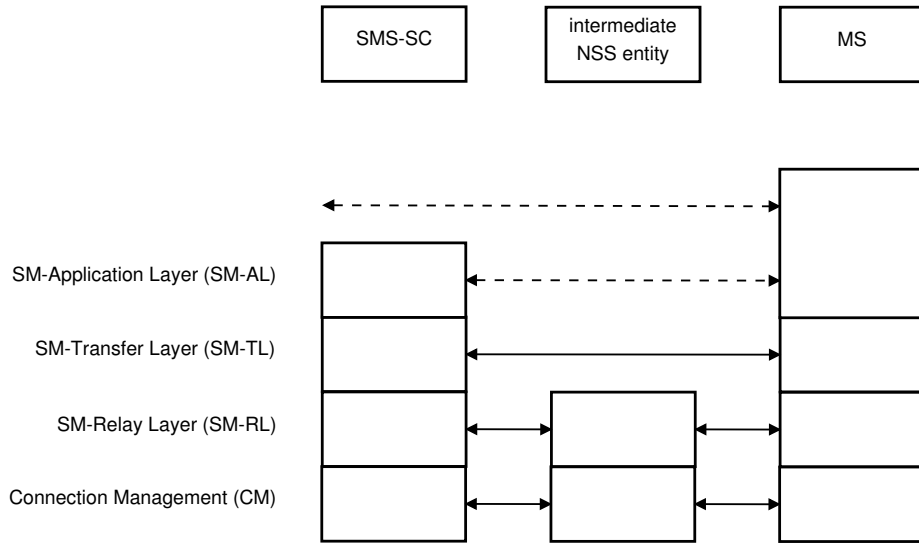 SMS-SC
intermediate
NSS entity
MS
SM-Application Layer (SM-AL)
SM-Transfer Layer (SM-TL)
SM-Relay Layer (SM-RL)
Connection Management (CM)